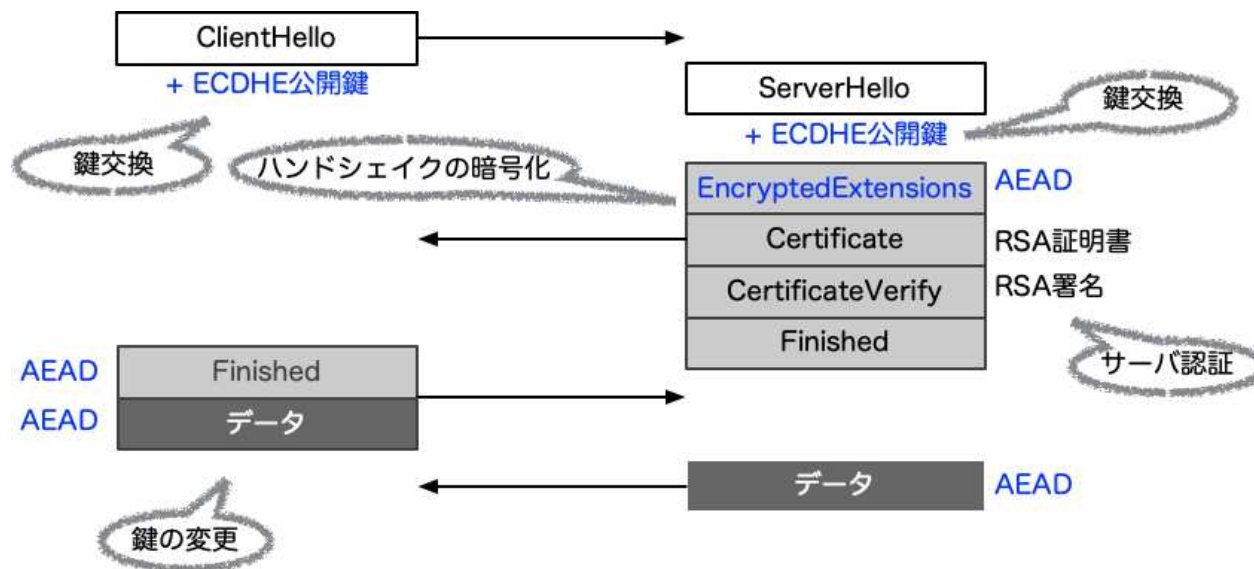 ClientHello
+ ECDHE公開鍵
ServerHello
鍵交換
+ ECDHE公開鍵
鍵交換
ハンドシェイクの暗号化
EncryptedExtensions
AEAD
Certificate
RSA証明書
CertificateVerify
RSA署名
Finished
サーバ認証
AEAD
Finished
AEAD
データ
データ
AEAD
鍵の変更